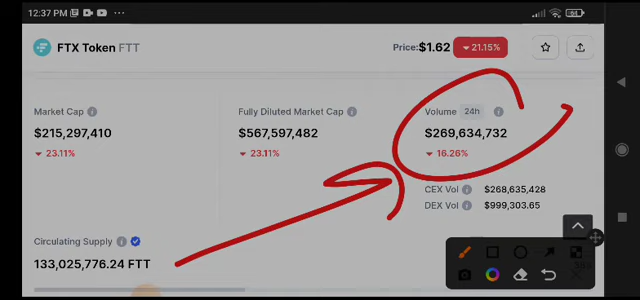 12:37 PM
FTX Token FTT
Price:$1.62 21.15%
Market Cap
Fully Diluted Market Cap
Volume 24h
$215,297,410
$567,597,482
$269,634,732
23.11%
23.11%
16.26%
CEX Vol $268,635,428
DEX Vol $999,303.65
Circulating Supply
133,025,776.24 FTT